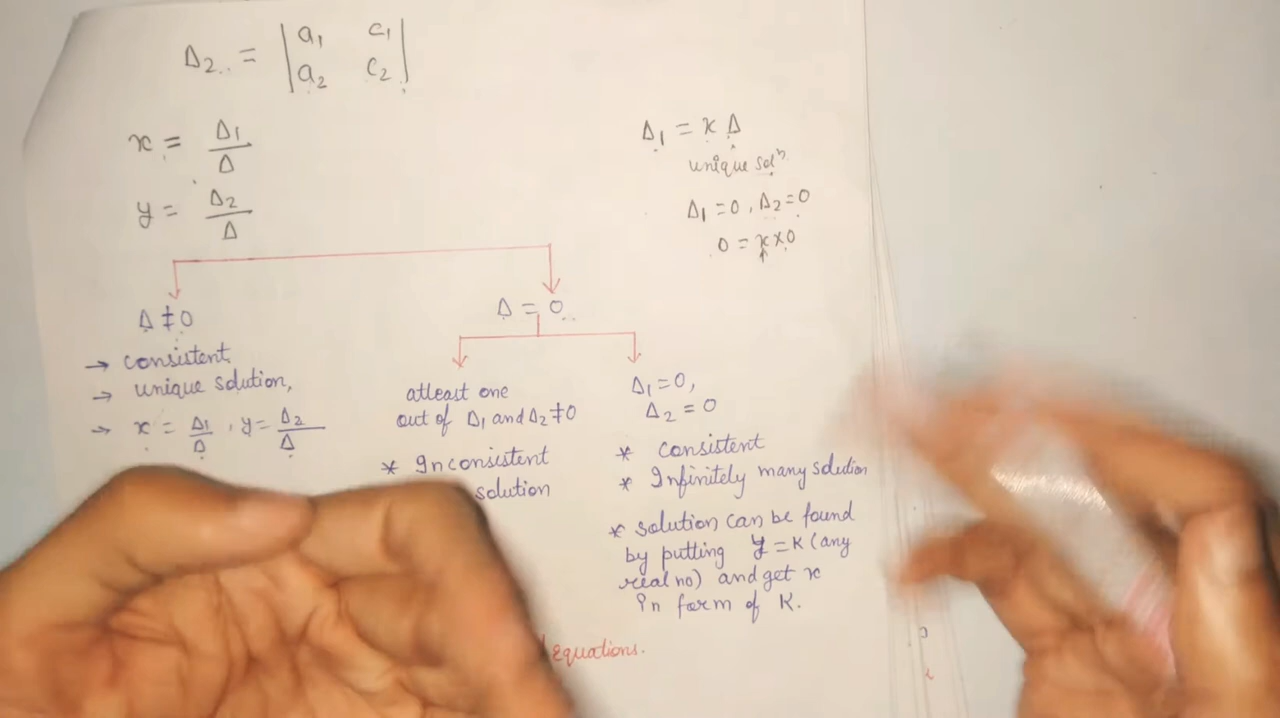 Δ2 = | a1 c1 |
| a2 c2 |
x = Δ1/Δ
y = Δ2/Δ
Δ1 = x Δ
unique solⁿ
Δ1 = 0, Δ2 = 0
0 = x × 0
Δ ≠ 0
→ consistent
→ unique solution,
→ x = Δ1/Δ, y = Δ2/Δ
Δ = 0
atleast one
out of Δ1 and Δ2 ≠ 0
* Inconsistent
solution
Δ1 = 0,
Δ2 = 0
* consistent
* Infinitely many solution
* solution can be found
by putting y = K (any
real no) and get x
in form of K.
equations.